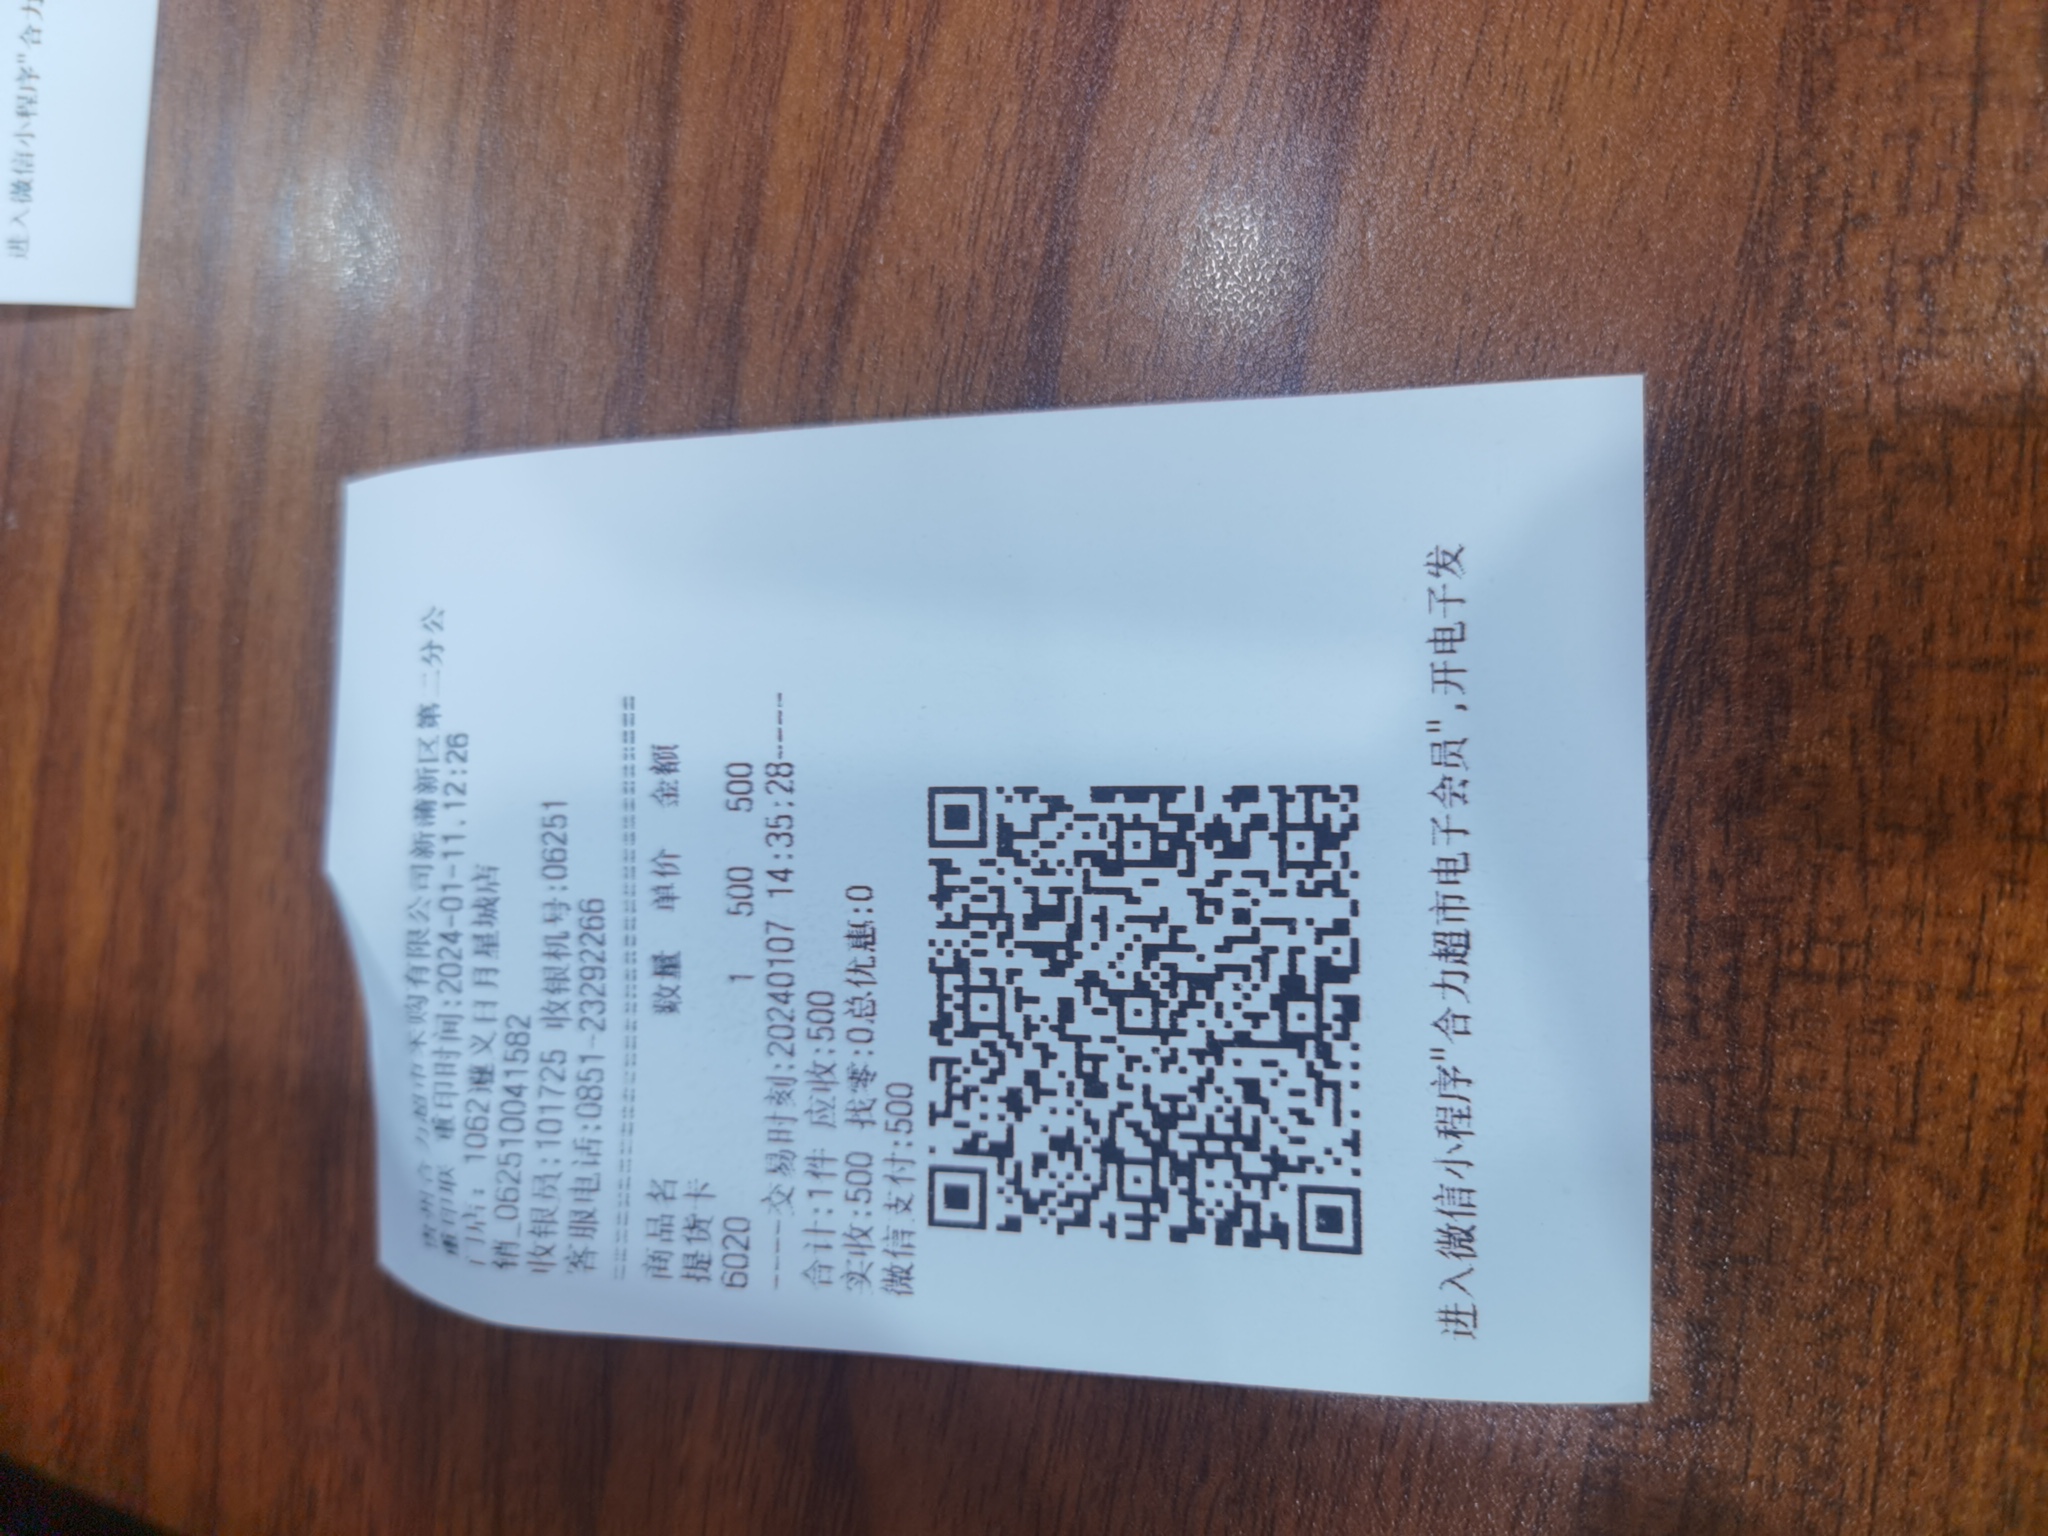 进入微信小程序"合力
贵州合力超市采购有限公司新蒲新区第二分公
重印联 重印时间:2024-01-11.12:26
门店: 1062遵义日月星城店
销_062510041582
收银员:101725 收银机号:06251
客服电话:0851-23292266
商品名 数量 单价 金额
提货卡
6020 1 500 500
----交易时刻:20240107 14:35:28----
合计:1件 应收:500
实收:500 找零:0总优惠:0
微信支付:500
进入微信小程序"合力超市电子会员",开电子发